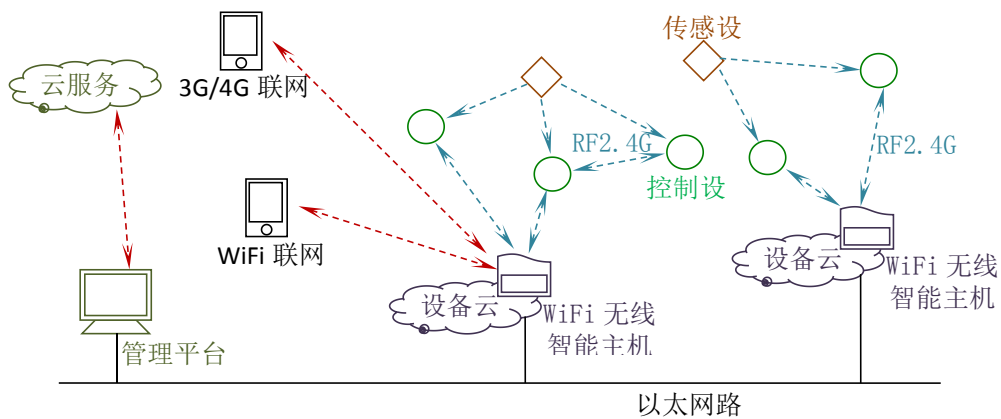 传感设
云服务
3G/4G 联网
RF2.4G
RF2.4G
控制设
WiFi 联网
设备云
WiFi 无线
智能主机
设备云
WiFi 无线
智能主机
管理平台
以太网路